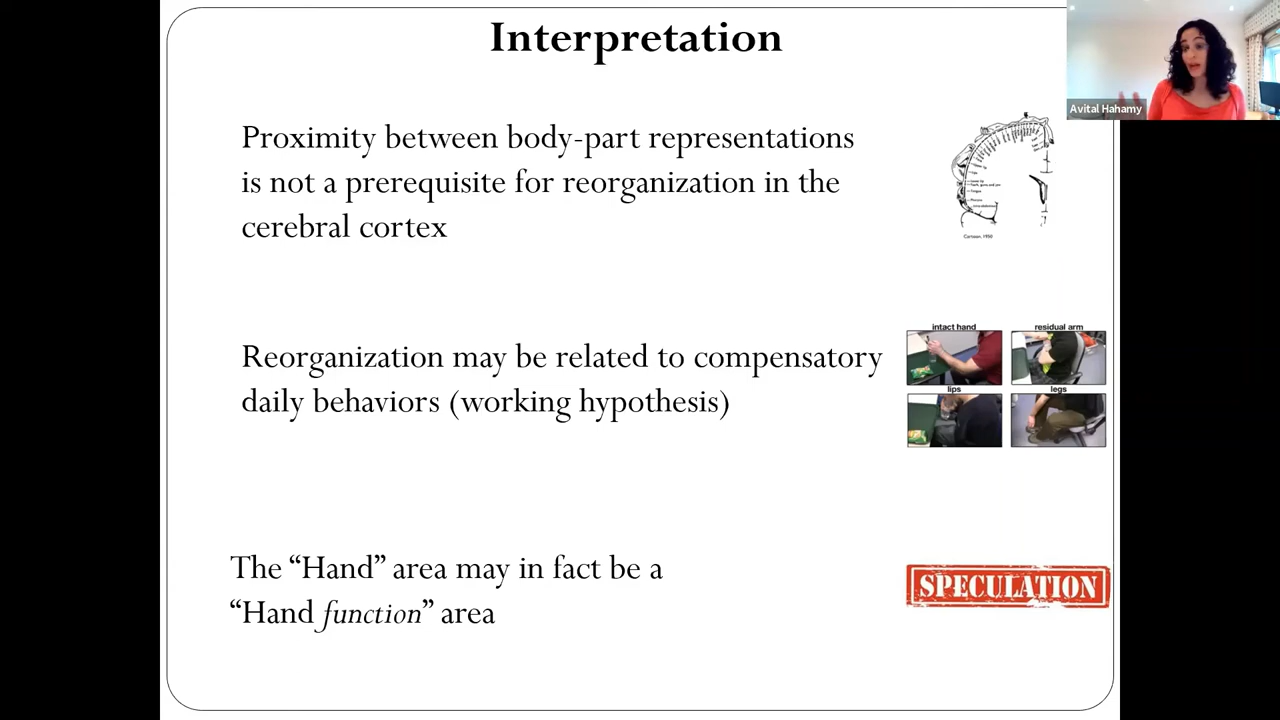 Interpretation
Avital Hahamy
Proximity between body-part representations
is not a prerequisite for reorganization in the
cerebral cortex
Cartoon, 1950
intact hand
residual arm
Reorganization may be related to compensatory
daily behaviors (working hypothesis)
lips
legs
The “Hand” area may in fact be a
“Hand function” area
SPECULATION